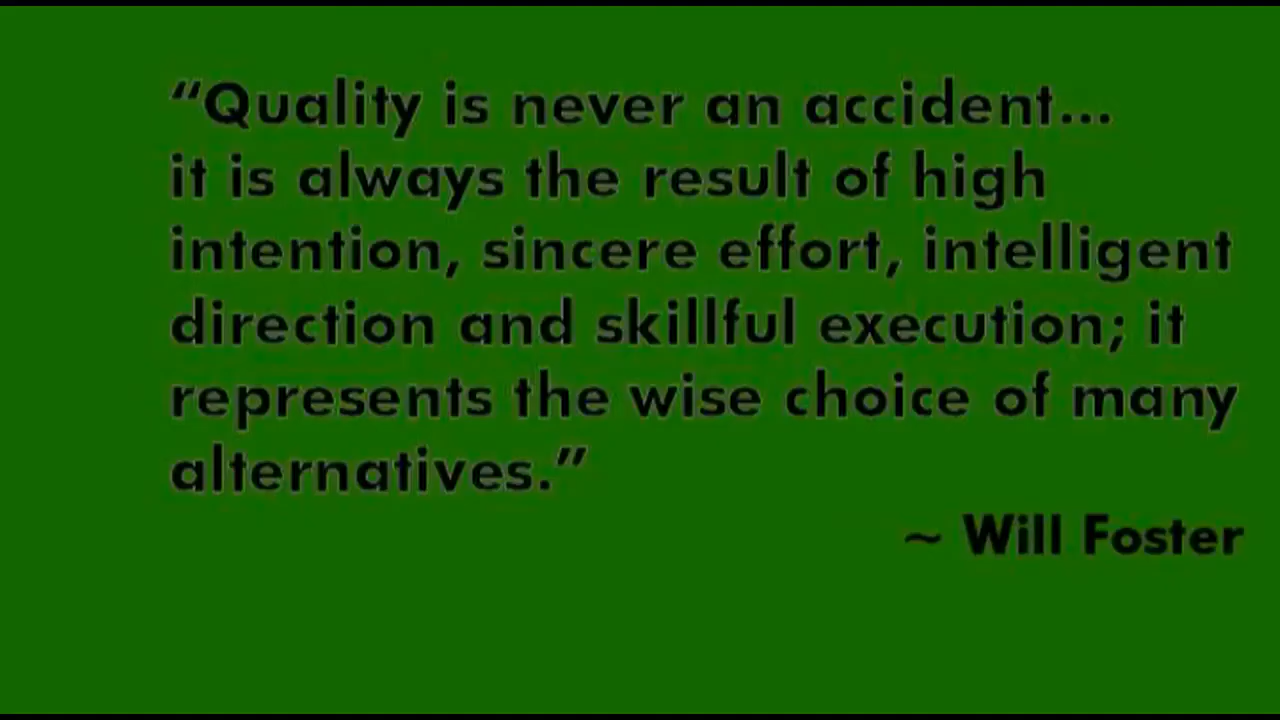 “Quality is never an accident...
it is always the result of high
intention, sincere effort, intelligent
direction and skillful execution; it
represents the wise choice of many
alternatives.”
~ Will Foster